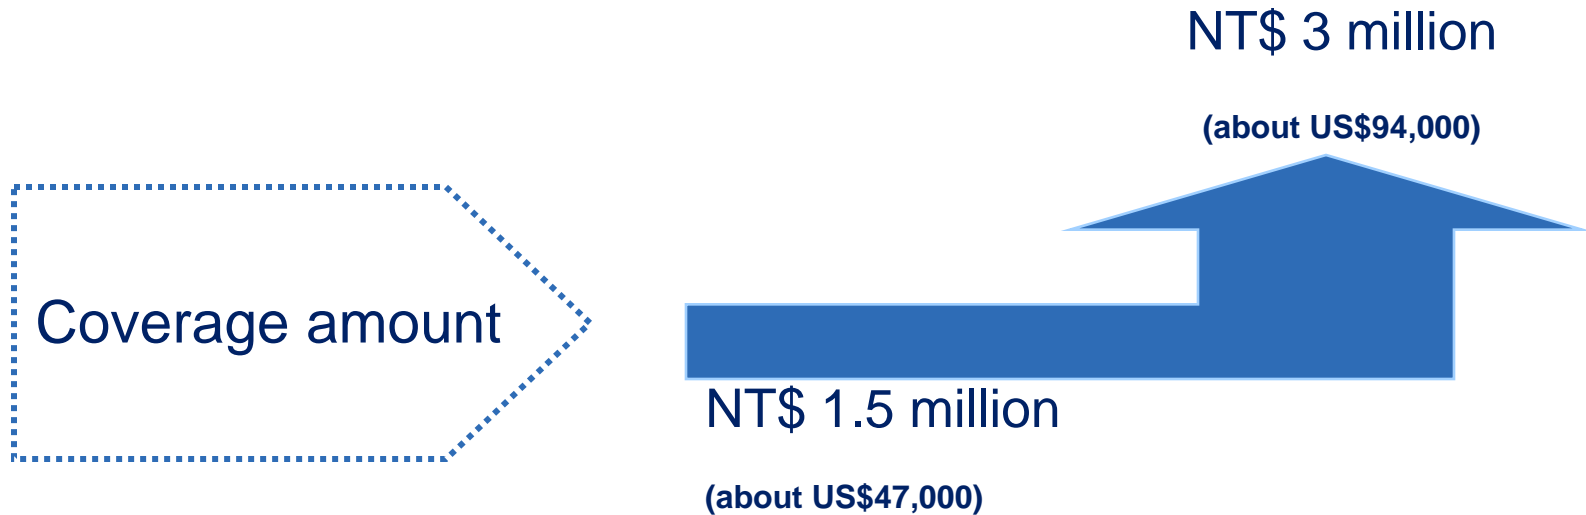 NT$ 3 million
(about US$94,000)
Coverage amount
NT$ 1.5 million
(about US$47,000)